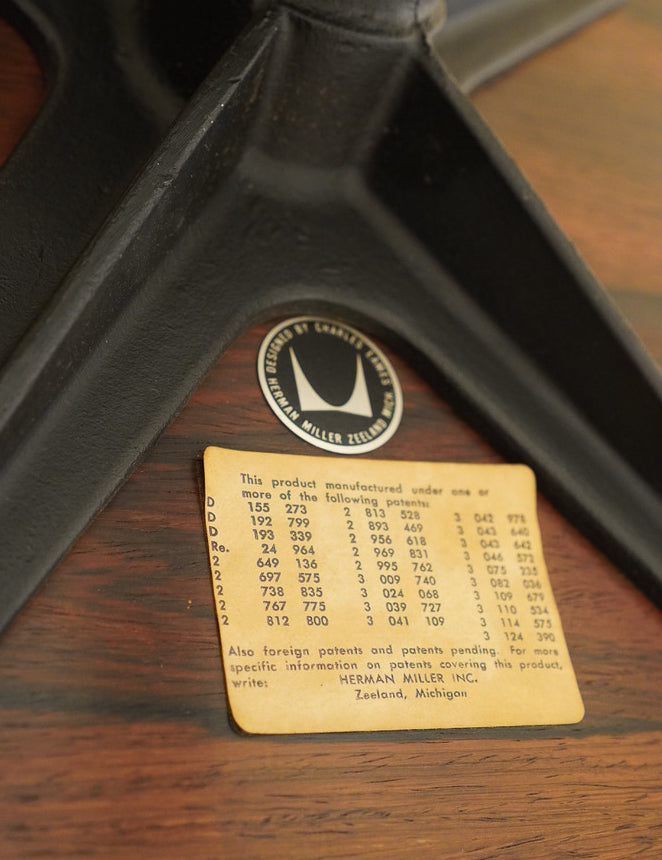 DESIGNED BY CHARLES EAMES
HERMAN MILLER ZEELAND MICH
This product manufactured under one or
more of the following patents:
D 155 273 2 813 528 3 042 978
D 192 799 2 893 469 3 043 640
D 193 339 2 956 618 3 043 642
Re. 24 964 2 969 831 3 046 572
2 649 136 2 995 762 3 075 235
2 697 575 3 009 740 3 082 036
2 738 835 3 024 068 3 109 679
2 767 775 3 039 727 3 110 534
2 812 800 3 041 109 3 114 575
3 124 390
Also foreign patents and patents pending. For more
specific information on patents covering this product,
write: HERMAN MILLER INC.
Zeeland, Michigan